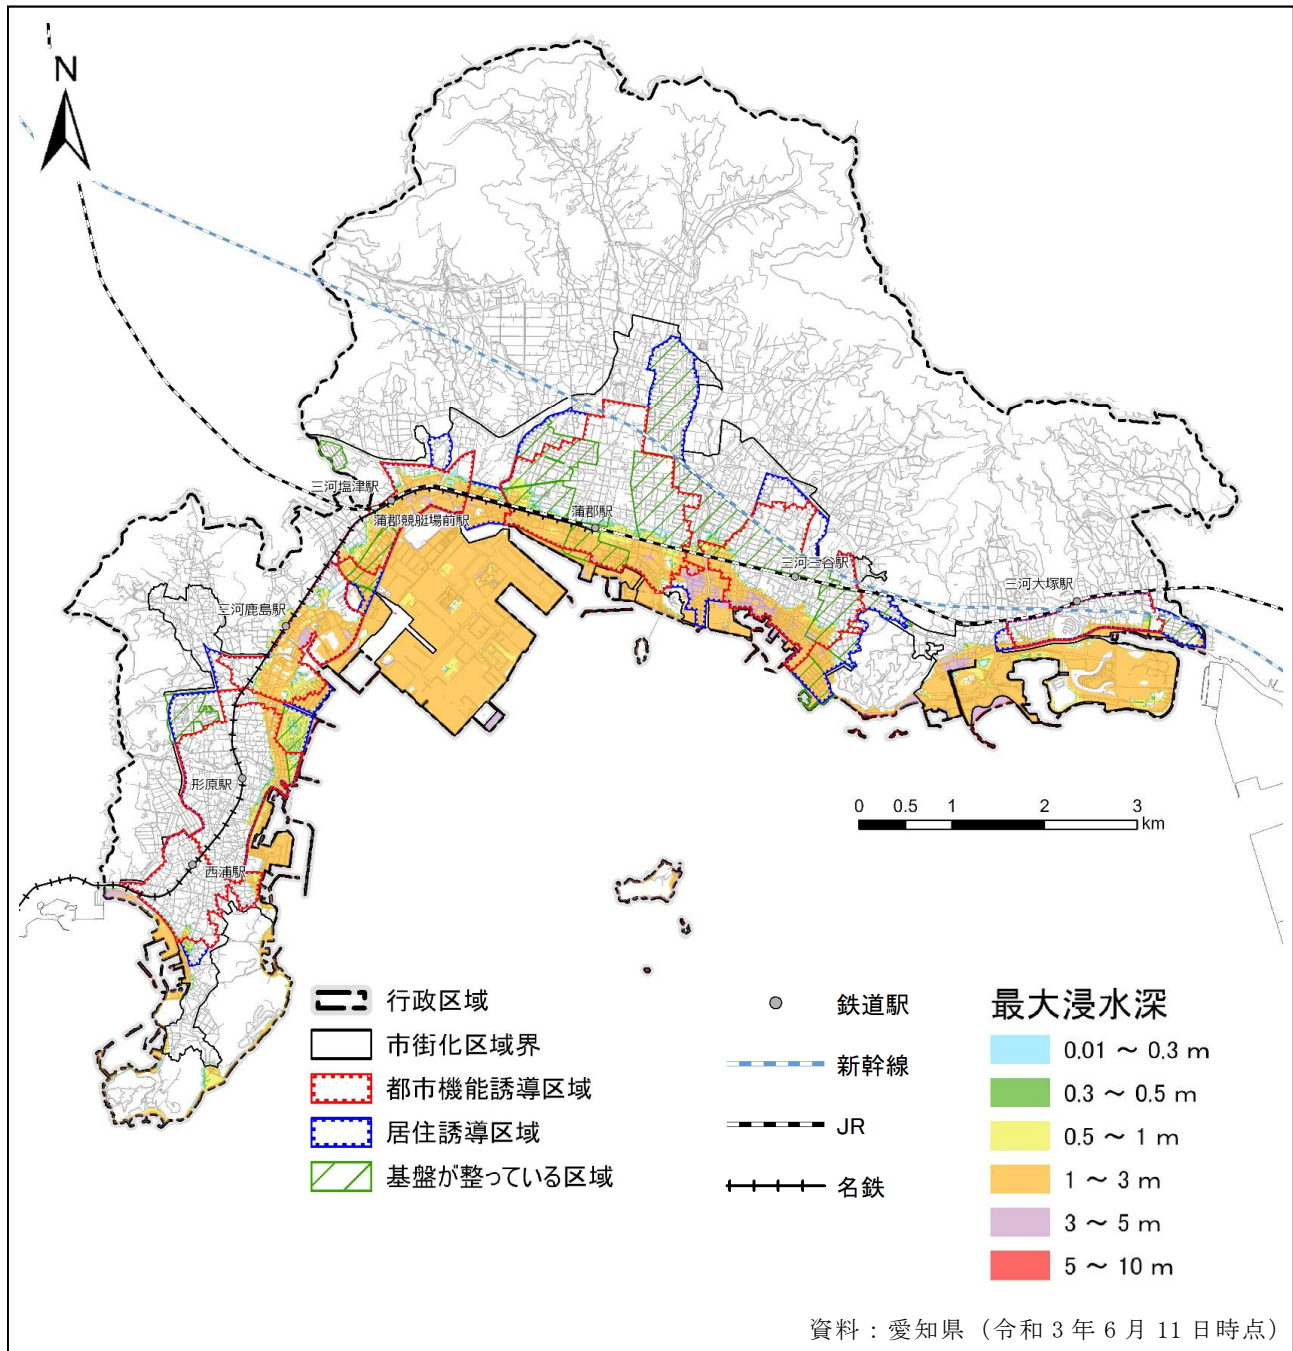 N
三河塩津駅
蒲郡競艇場前駅
蒲郡駅
三河三谷駅
三河大塚駅
三河鹿島駅
形原駅
西浦駅
0 0.5 1 2 3
km
行政区域
市街化区域界
都市機能誘導区域
居住誘導区域
基盤が整っている区域
鉄道駅
新幹線
JR
名鉄
最大浸水深
0.01 ～ 0.3 m
0.3 ～ 0.5 m
0.5 ～ 1 m
1 ～ 3 m
3 ～ 5 m
5 ～ 10 m
資料：愛知県（令和３年６月 11 日時点）